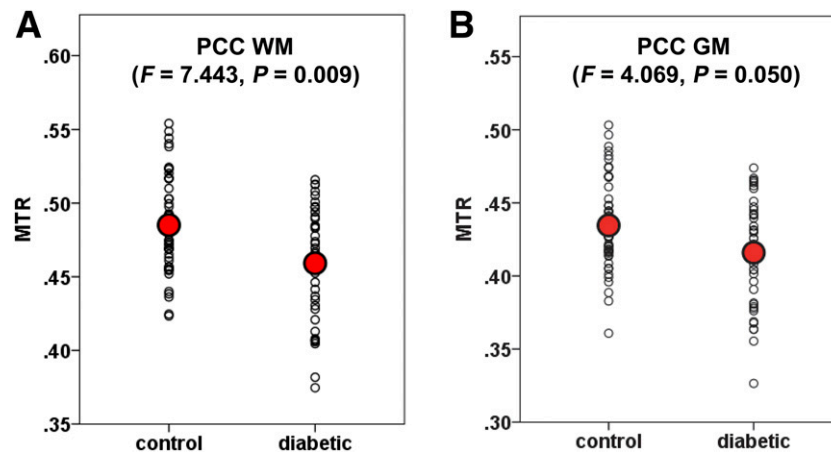 A
PCC WM
(F = 7.443, P = 0.009)
MTR
.60
.55
.50
.45
.40
.35
control
diabetic
B
PCC GM
(F = 4.069, P = 0.050)
MTR
.55
.50
.45
.40
.35
.30
control
diabetic